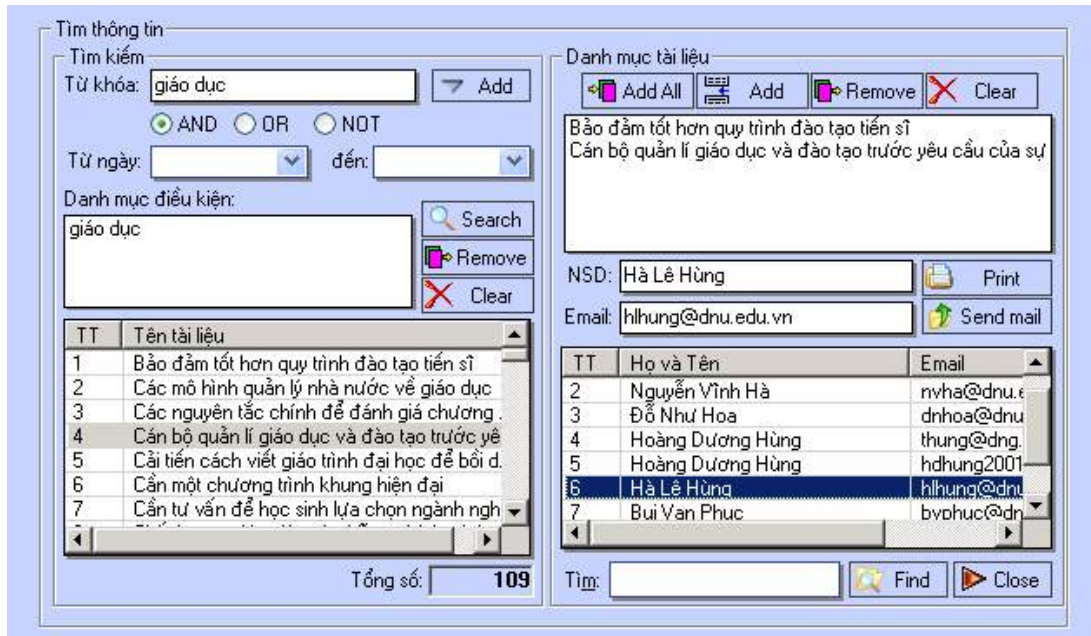 Tìm thông tin
Tìm kiếm
Từ khóa: giáo dục Add
AND OR NOT
Từ ngày: đến:
Danh mục điều kiện:
giáo dục
Search
Remove
Clear
TT Tên tài liệu
1 Bảo đảm tốt hơn quy trình đào tạo tiến sĩ
2 Các mô hình quản lý nhà nước về giáo dục
3 Các nguyên tắc chính để đánh giá chương .
4 Cán bộ quản lí giáo dục và đào tạo trước yê
5 Cải tiến cách viết giáo trình đại học để bồi d.
6 Cần một chương trình khung hiện đại
7 Cần tư vấn để học sinh lựa chọn ngành ngh
Tổng số: 109
Danh mục tài liệu
Add All Add Remove Clear
Bảo đảm tốt hơn quy trình đào tạo tiến sĩ
Cán bộ quản lí giáo dục và đào tạo trước yêu cầu của sự
NSD: Hà Lê Hùng Print
Email: hlhung@dnu.edu.vn Send mail
TT Họ và Tên Email
2 Nguyễn Vĩnh Hà nvha@dnu.e
3 Đỗ Như Hoa dnhoa@dnu
4 Hoàng Dương Hùng thung@dng.
5 Hoàng Dương Hùng hdhung2001
6 Hà Lê Hùng hlhung@dnu
7 Bui Van Phuc bvphuc@dn
Tìm: Find Close